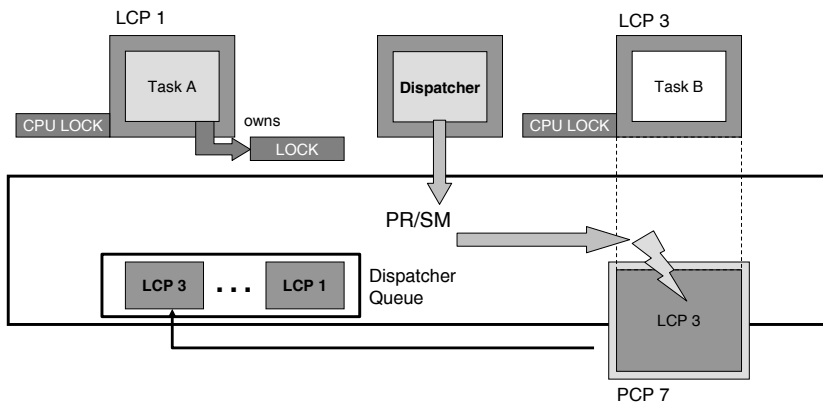 LCP 1
LCP 3
Task A
Dispatcher
Task B
CPU LOCK
owns
CPU LOCK
LOCK
PR/SM
LCP 3
...
LCP 1
Dispatcher
Queue
LCP 3
PCP 7